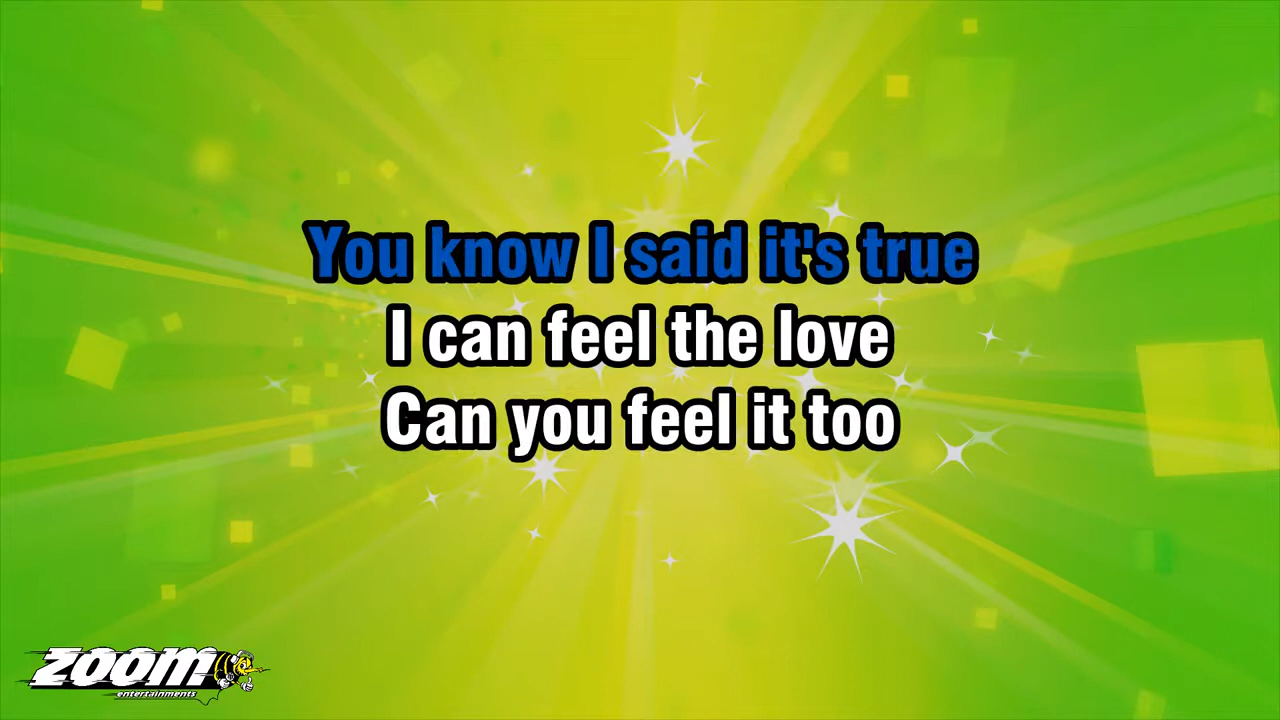 You know I said it's true
I can feel the love
Can you feel it too
zoom
entertainments